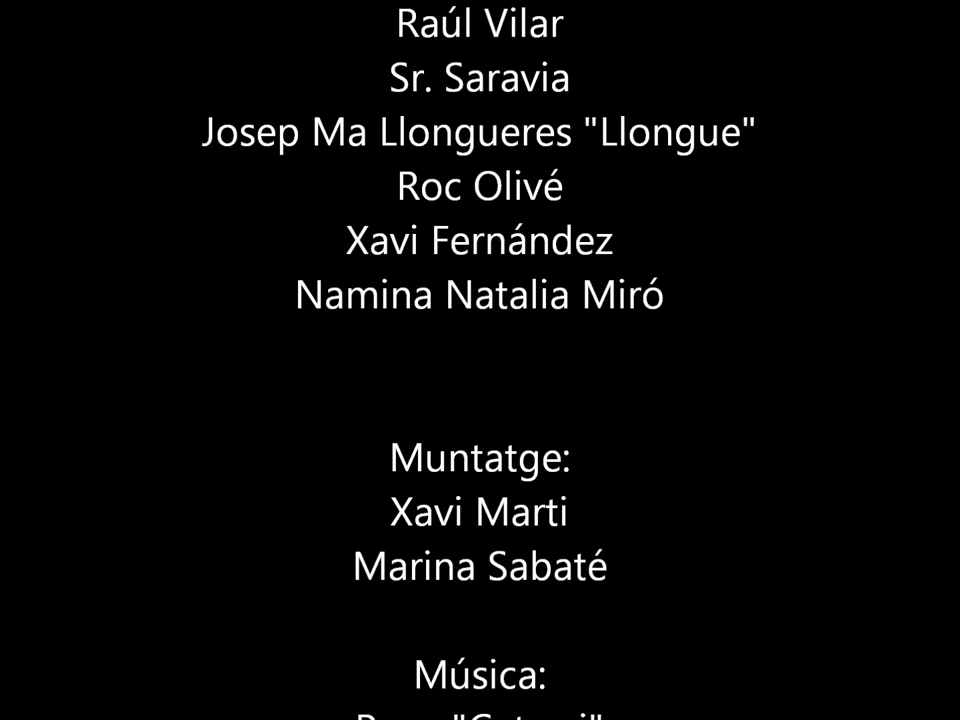 Raúl Vilar
Sr. Saravia
Josep Ma Llongueres "Llongue"
Roc Olivé
Xavi Fernández
Namina Natalia Miró
Muntatge:
Xavi Marti
Marina Sabaté
Música: